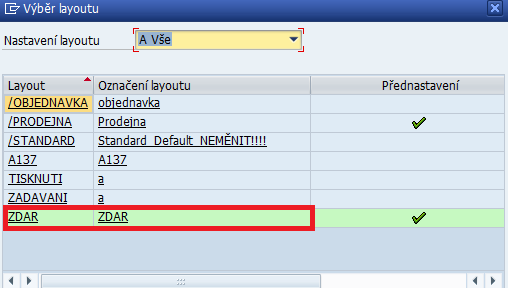 Výběr layoutu
Nastavení layoutu A Vše
Layout Označení layoutu Přednastavení
/OBJEDNAVKA objednavka
/PRODEJNA Prodejna
/STANDARD Standard Default NEMĚNIT!!!!
A137 A137
TISKNUTI a
ZADAVANI a
ZDAR ZDAR